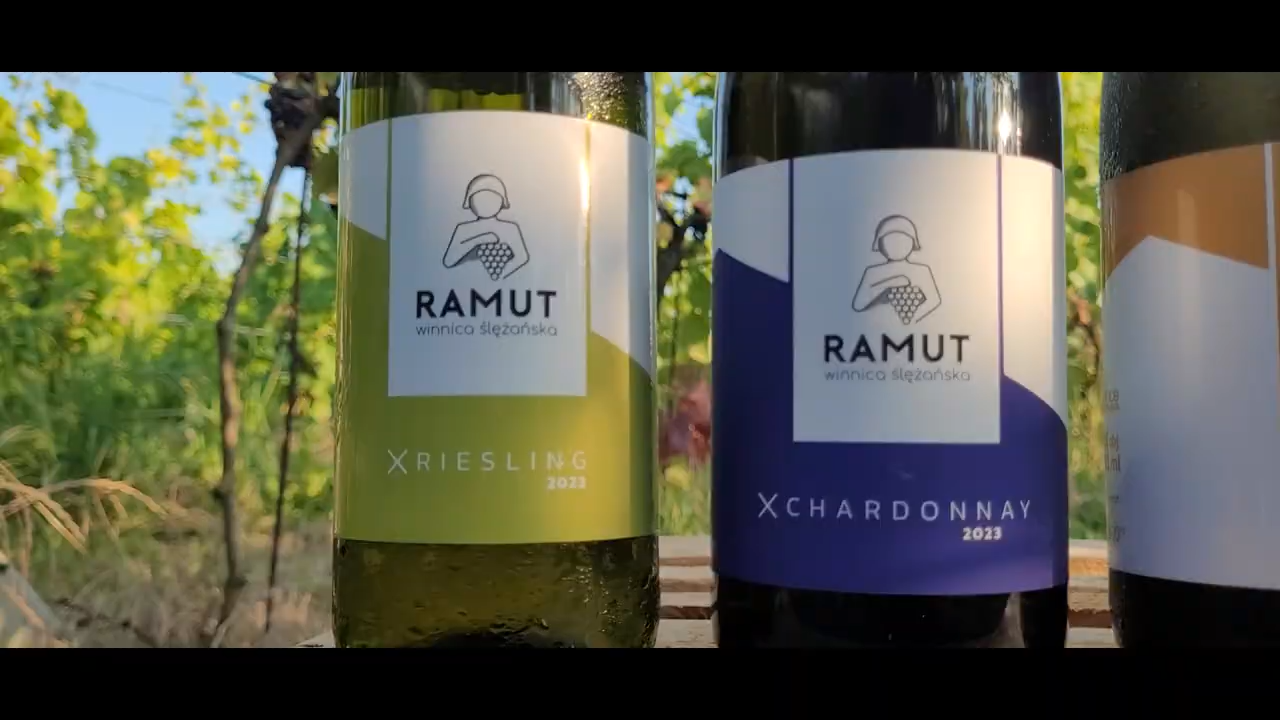 RAMUT
winnica ślężańska
XRIESLING
2023
RAMUT
winnica ślężańska
XCHARDONNAY
2023